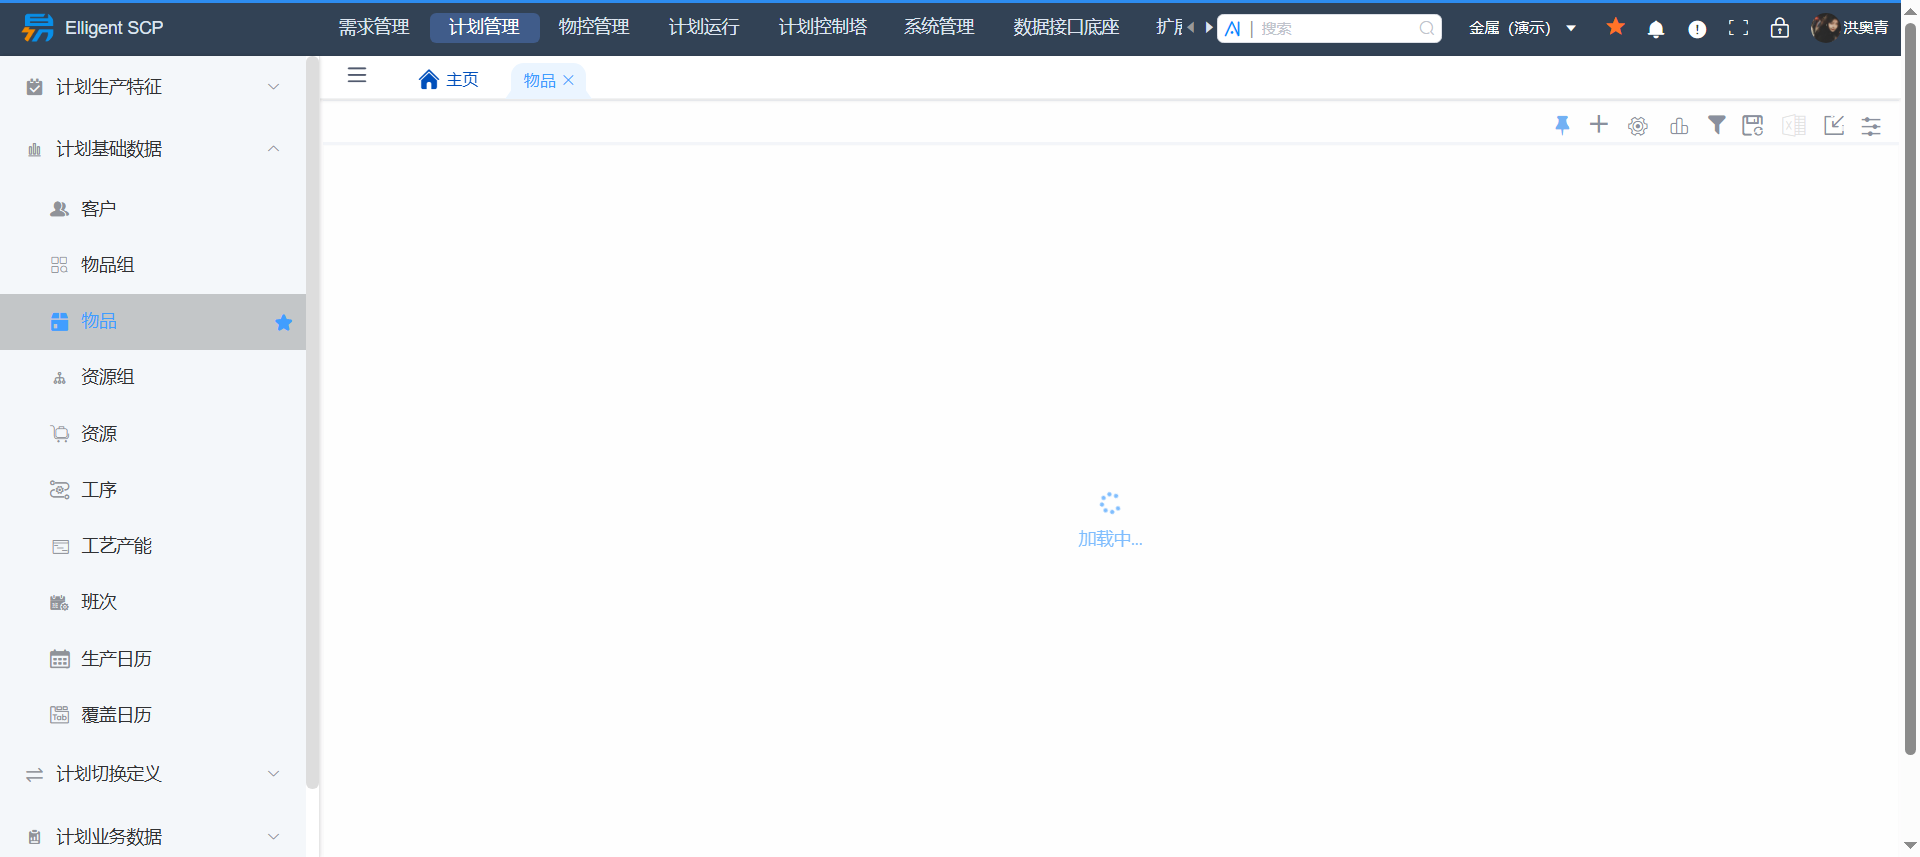 Elligent SCP
需求管理
计划管理
物控管理
计划运行
计划控制塔
系统管理
数据接口底座
搜索
金属（演示）
洪奥青
计划生产特征
主页
物品
计划基础数据
客户
物品组
物品
资源组
资源
工序
工艺产能
班次
生产日历
Tab
覆盖日历
计划切换定义
计划业务数据
加载中...